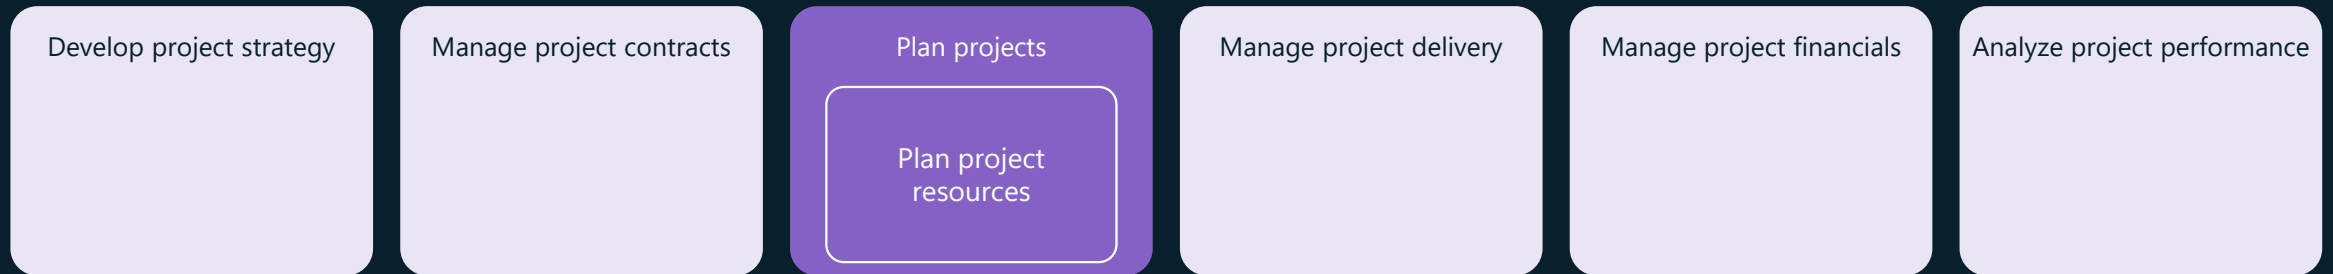 Develop project strategy
Manage project contracts
Plan projects
Plan project
resources
Manage project delivery
Manage project financials
Analyze project performance